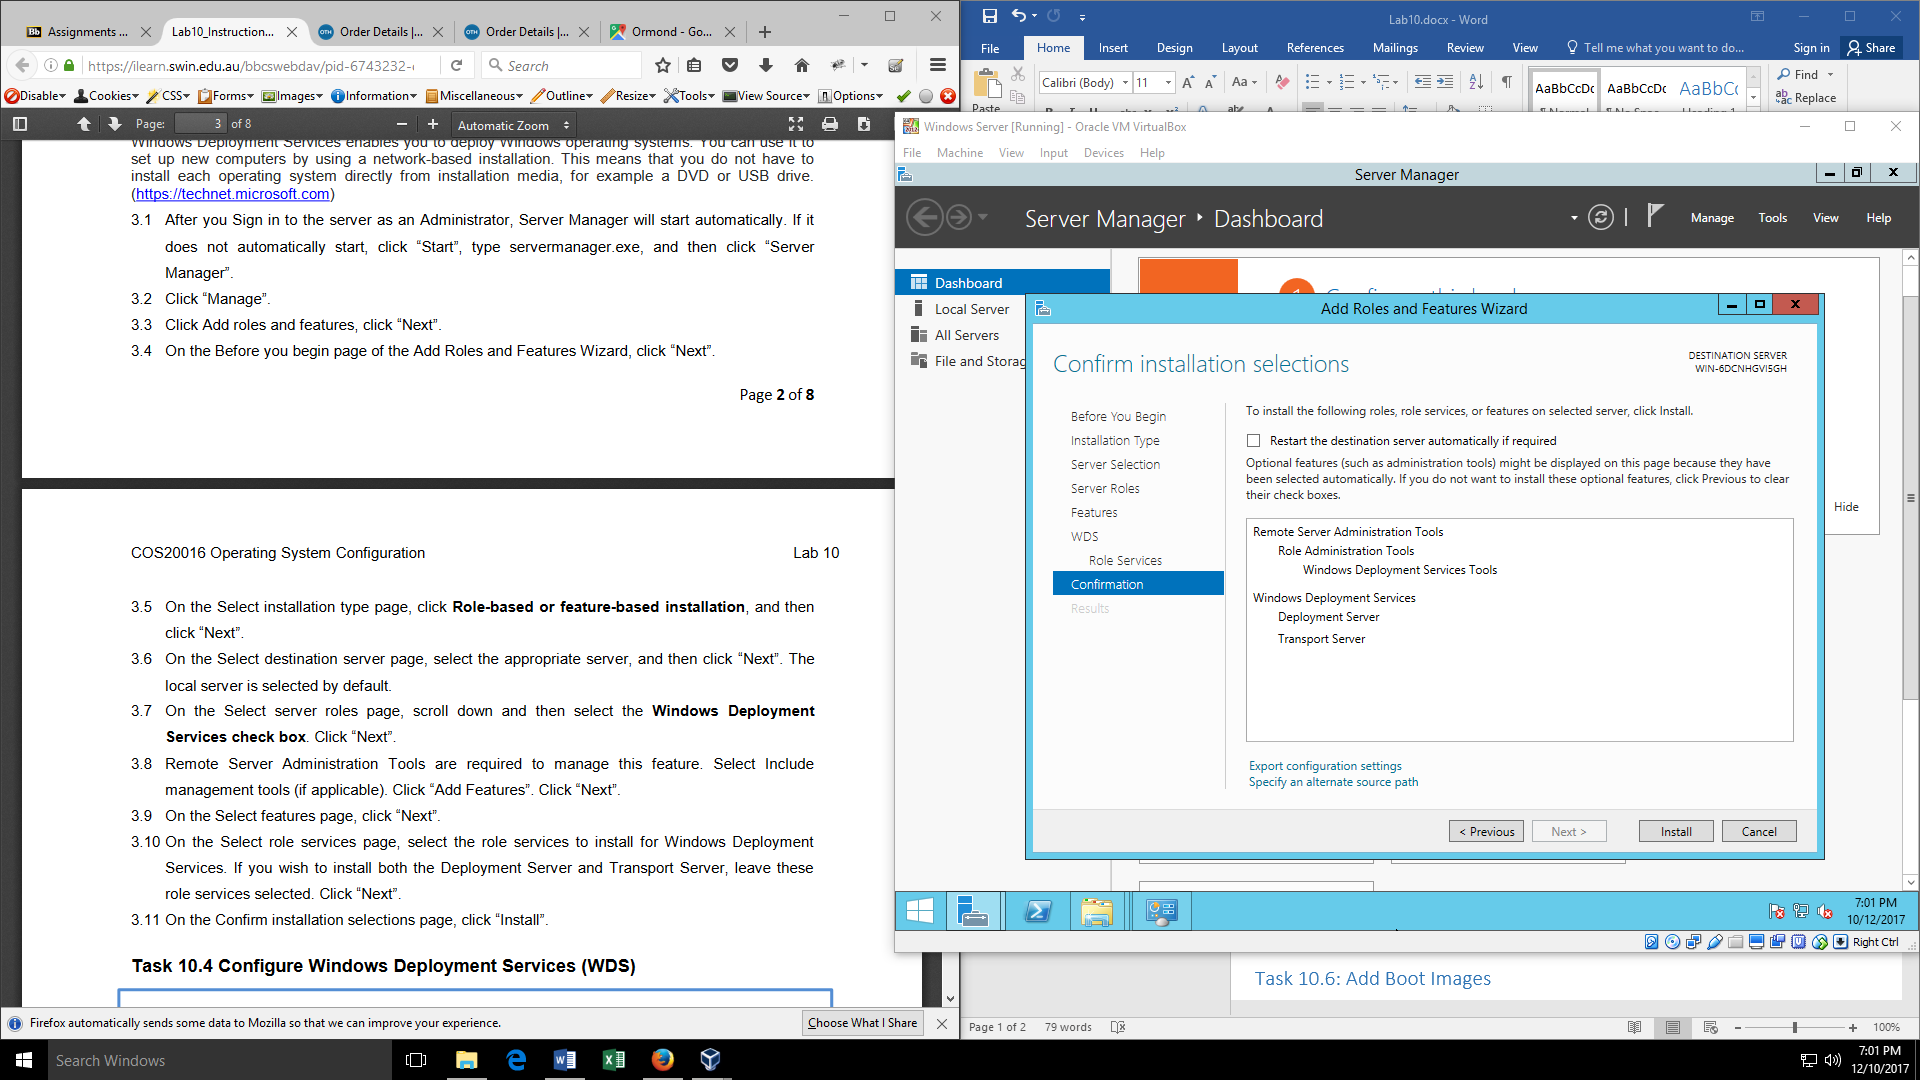 Assignments ...
Lab10_Instruction...
Order Details |...
Order Details |...
Ormond - Go...
https://ilearn.swin.edu.au/bbcswebdav/pid-6743232-
Search
Disable
Cookies
CSS
Forms
Images
Information
Miscellaneous
Outline
Resize
Tools
View Source
Options
Page: 3 of 8
Automatic Zoom
Windows Deployment Services enables you to deploy Windows operating systems. You can use it to
set up new computers by using a network-based installation. This means that you do not have to
install each operating system directly from installation media, for example a DVD or USB drive.
(https://technet.microsoft.com)
3.1 After you Sign in to the server as an Administrator, Server Manager will start automatically. If it
does not automatically start, click “Start”, type servermanager.exe, and then click “Server
Manager”.
3.2 Click “Manage”.
3.3 Click Add roles and features, click “Next”.
3.4 On the Before you begin page of the Add Roles and Features Wizard, click “Next”.
Page 2 of 8
COS20016 Operating System Configuration Lab 10
3.5 On the Select installation type page, click Role-based or feature-based installation, and then
click “Next”.
3.6 On the Select destination server page, select the appropriate server, and then click “Next”. The
local server is selected by default.
3.7 On the Select server roles page, scroll down and then select the Windows Deployment
Services check box. Click “Next”.
3.8 Remote Server Administration Tools are required to manage this feature. Select Include
management tools (if applicable). Click “Add Features”. Click “Next”.
3.9 On the Select features page, click “Next”.
3.10 On the Select role services page, select the role services to install for Windows Deployment
Services. If you wish to install both the Deployment Server and Transport Server, leave these
role services selected. Click “Next”.
3.11 On the Confirm installation selections page, click “Install”.
Task 10.4 Configure Windows Deployment Services (WDS)
Firefox automatically sends some data to Mozilla so that we can improve your experience.
Choose What I Share
Lab10.docx - Word
File
Home
Insert
Design
Layout
References
Mailings
Review
View
Tell me what you want to do...
Sign in
Share
Paste
Calibri (Body)
11
Aa
AaBbCcDc
AaBbCcDc
AaBbCc
Find
Replace
Windows Server [Running] - Oracle VM VirtualBox
File
Machine
View
Input
Devices
Help
Server Manager
Server Manager
Dashboard
Manage
Tools
View
Help
Dashboard
Local Server
All Servers
File and Storag
Hide
Add Roles and Features Wizard
Confirm installation selections
DESTINATION SERVER
WIN-6DCNHGVI5GH
Before You Begin
Installation Type
Server Selection
Server Roles
Features
WDS
Role Services
Confirmation
Results
To install the following roles, role services, or features on selected server, click Install.
Restart the destination server automatically if required
Optional features (such as administration tools) might be displayed on this page because they have
been selected automatically. If you do not want to install these optional features, click Previous to clear
their check boxes.
Remote Server Administration Tools
Role Administration Tools
Windows Deployment Services Tools
Windows Deployment Services
Deployment Server
Transport Server
Export configuration settings
Specify an alternate source path
< Previous
Next >
Install
Cancel
7:01 PM
10/12/2017
Right Ctrl
Task 10.6: Add Boot Images
Page 1 of 2
79 words
100%
Search Windows
7:01 PM
12/10/2017